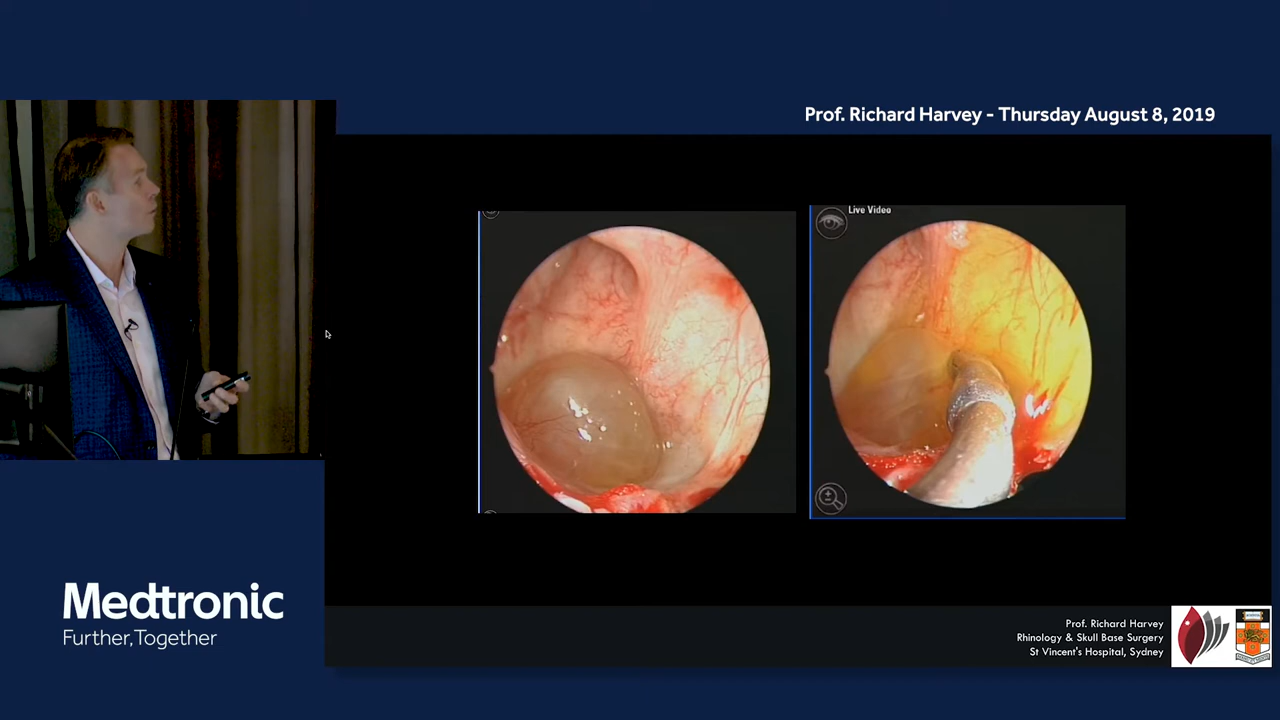 Prof. Richard Harvey - Thursday August 8, 2019
Live Video
Medtronic
Further, Together
Prof. Richard Harvey
Rhinology & Skull Base Surgery
St Vincent's Hospital, Sydney